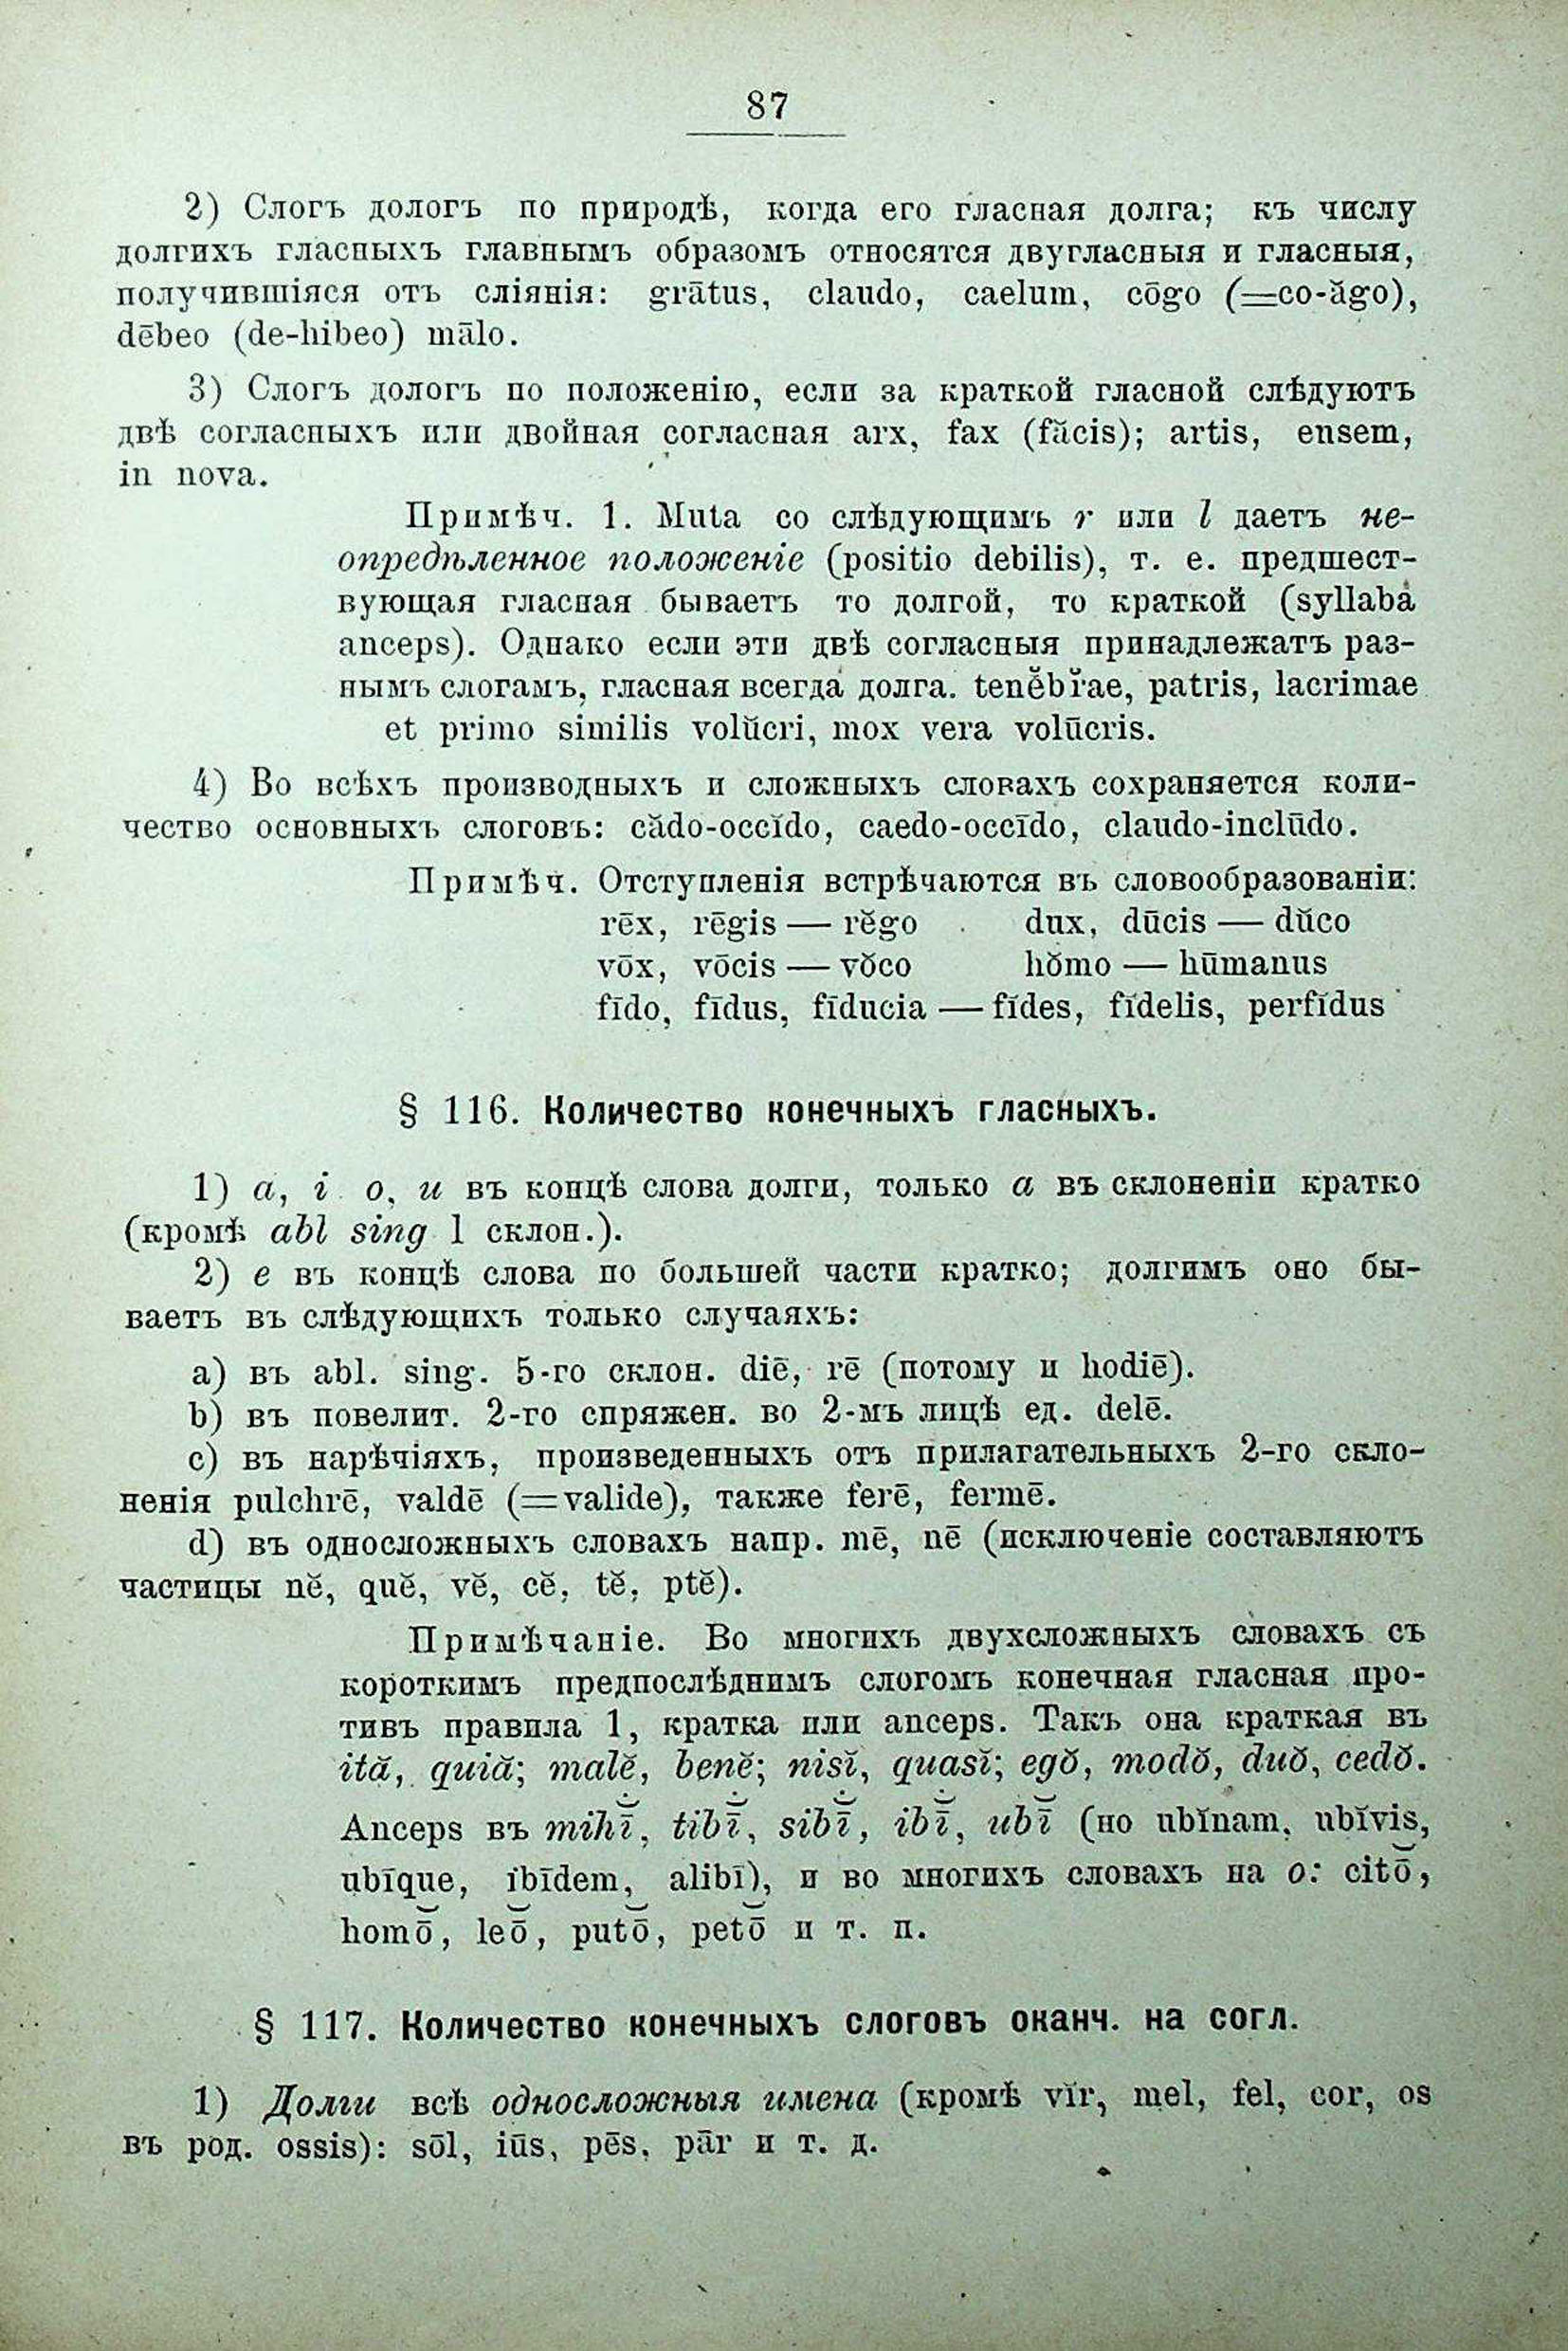 87
2) Слогъ дологъ по природѣ, когда его гласная долга; къ числу
долгихъ гласныхъ главнымъ образомъ относятся двугласныя и гласныя,
получившіяся отъ сліянія: grātus, claudo, caelum, cōgo (=co-ăgo),
dēbeo (de-hibeo) mālo.
3) Слогъ дологъ по положенію, если за краткой гласной слѣдуютъ
двѣ согласныхъ или двойная согласная arx, fax (făcis); artis, ensem,
in nova.
Примѣч. 1. Muta со слѣдующимъ r или l даетъ не-
опредѣленное положеніе (positio debilis), т. е. предшест-
вующая гласная бываетъ то долгой, то краткой (syllaba
anceps). Однако если эти двѣ согласныя принадлежатъ раз-
нымъ слогамъ, гласная всегда долга. tenĕbrae, patris, lacrimae
et primo similis volŭcri, mox vera volūcris.
4) Во всѣхъ производныхъ и сложныхъ словахъ сохраняется коли-
чество основныхъ слоговъ: cădo-occĭdo, caedo-occīdo, claudo-inclūdo.
Примѣч. Отступленія встрѣчаются въ словообразованіи:
rēx, rēgis — rĕgo dux, dūcis — dŭco
vōx, vōcis — vŏco hŏmo — hūmanus
fīdo, fīdus, fīducia — fĭdes, fĭdelis, perfĭdus
§ 116. Количество конечныхъ гласныхъ.
1) a, i o, u въ концѣ слова долги, только a въ склоненіи кратко
(кромѣ abl sing 1 склон.).
2) e въ концѣ слова по большей части кратко; долгимъ оно бы-
ваетъ въ слѣдующихъ только случаяхъ:
a) въ abl. sing. 5-го склон. diē, rē (потому и hodiē).
b) въ повелит. 2-го спряжен. во 2-мъ лицѣ ед. delē.
c) въ нарѣчіяхъ, произведенныхъ отъ прилагательныхъ 2-го скло-
ненія pulchrē, valdē (=valide), также ferē, fermē.
d) въ односложныхъ словахъ напр. mē, nē (исключеніе составляютъ
частицы nĕ, quĕ, vĕ, cĕ, tĕ, ptĕ).
Примѣчаніе. Во многихъ двухсложныхъ словахъ съ
короткимъ предпослѣднимъ слогомъ конечная гласная про-
тивъ правила 1, кратка или anceps. Такъ она краткая въ
ită, quiă; malĕ, benĕ; nisĭ, quasĭ; egŏ, modŏ, duŏ, cedŏ.
Anceps въ mihī̆, tibī̆, sibī̆, ibī̆, ubī̆ (но ubĭnam, ubĭvis,
ubīque, ibīdem, alibī), и во многихъ словахъ на o: citō̆,
homō̆, leō̆, putō̆, petō̆ и т. п.
§ 117. Количество конечныхъ слоговъ оканч. на согл.
1) Долги всѣ односложныя имена (кромѣ vĭr, mel, fel, cor, os
въ род. ossis): sōl, iūs, pēs, pār и т. д.